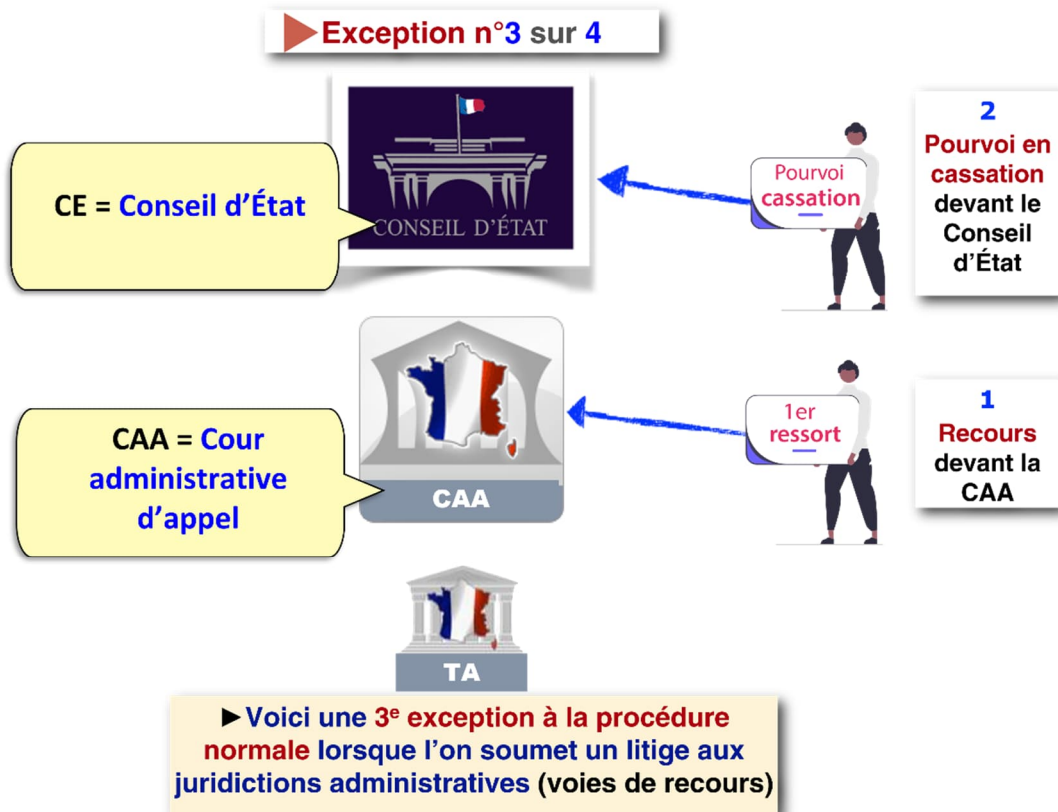 ▶Exception n°3 sur 4
CE = Conseil d’État
CONSEIL D’ÉTAT
Pourvoi
cassation
2
Pourvoi en
cassation
devant le
Conseil
d’État
CAA = Cour
administrative
d’appel
CAA
1er
ressort
1
Recours
devant la
CAA
TA
►Voici une 3e exception à la procédure
normale lorsque l’on soumet un litige aux
juridictions administratives (voies de recours)